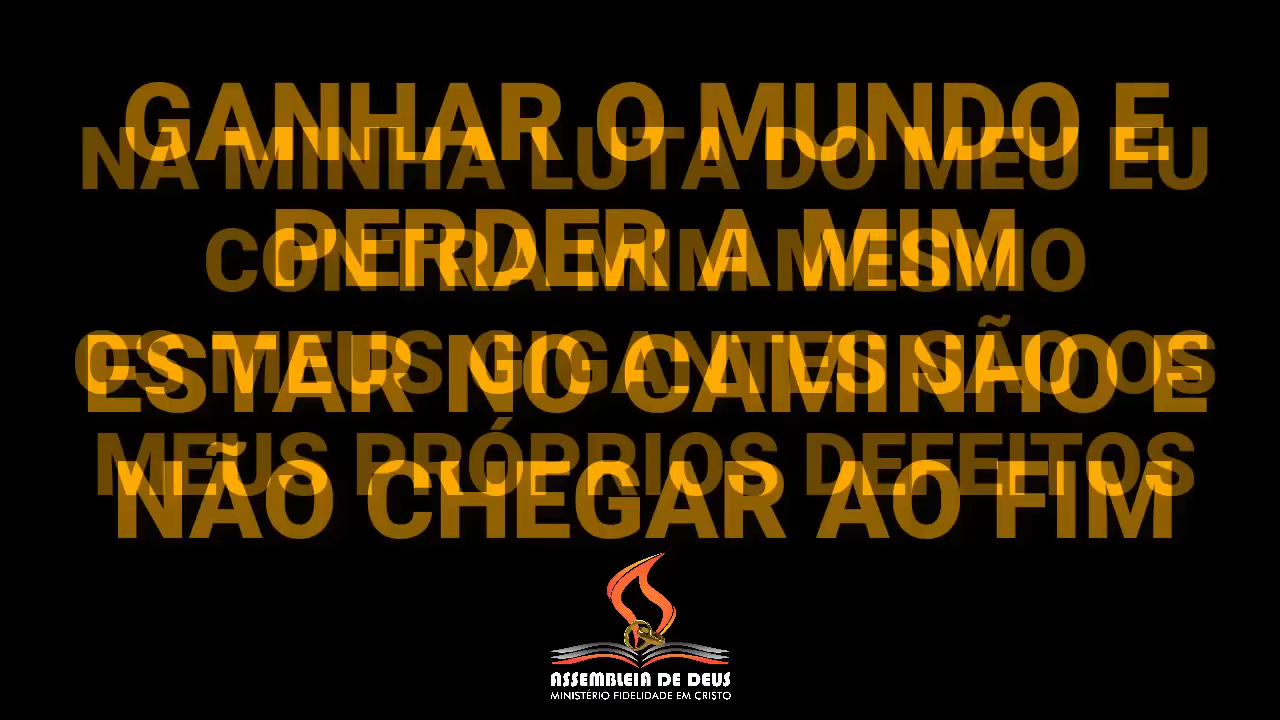 GANHAR O MUNDO E
NA MINHA LUTA DO MEU EU
PERDER A MIM
CONTRA MIM MESMO
OS MEUS GIGANTES SÃO OS
ESTAR NO CAMINHO E
MEUS PRÓPRIOS DEFEITOS
NÃO CHEGAR AO FIM
ASSEMBLEIA DE DEUS
MINISTÉRIO FIDELIDADE EM CRISTO